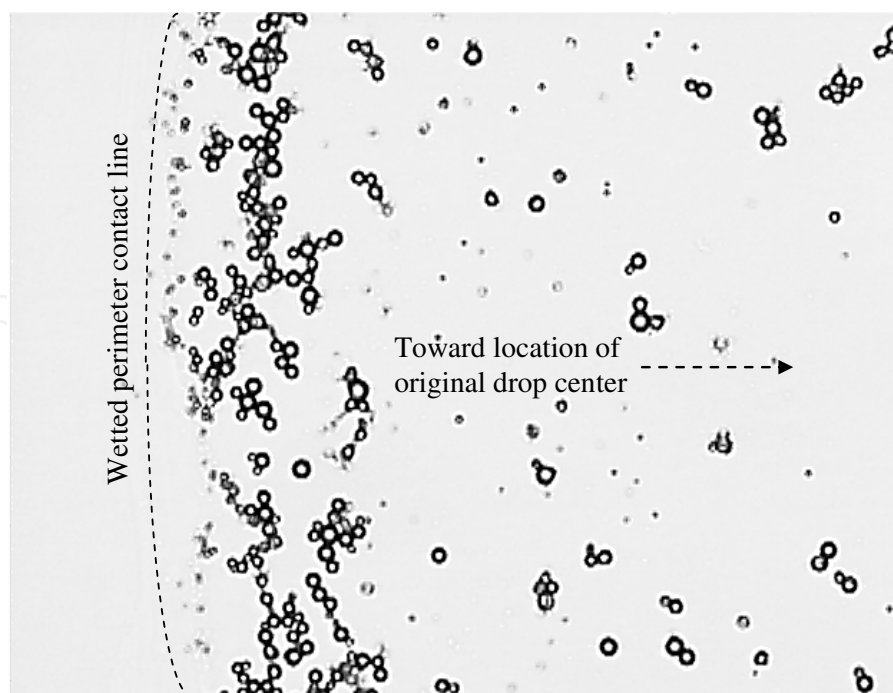 Wetted perimeter contact line
Toward location of
original drop center